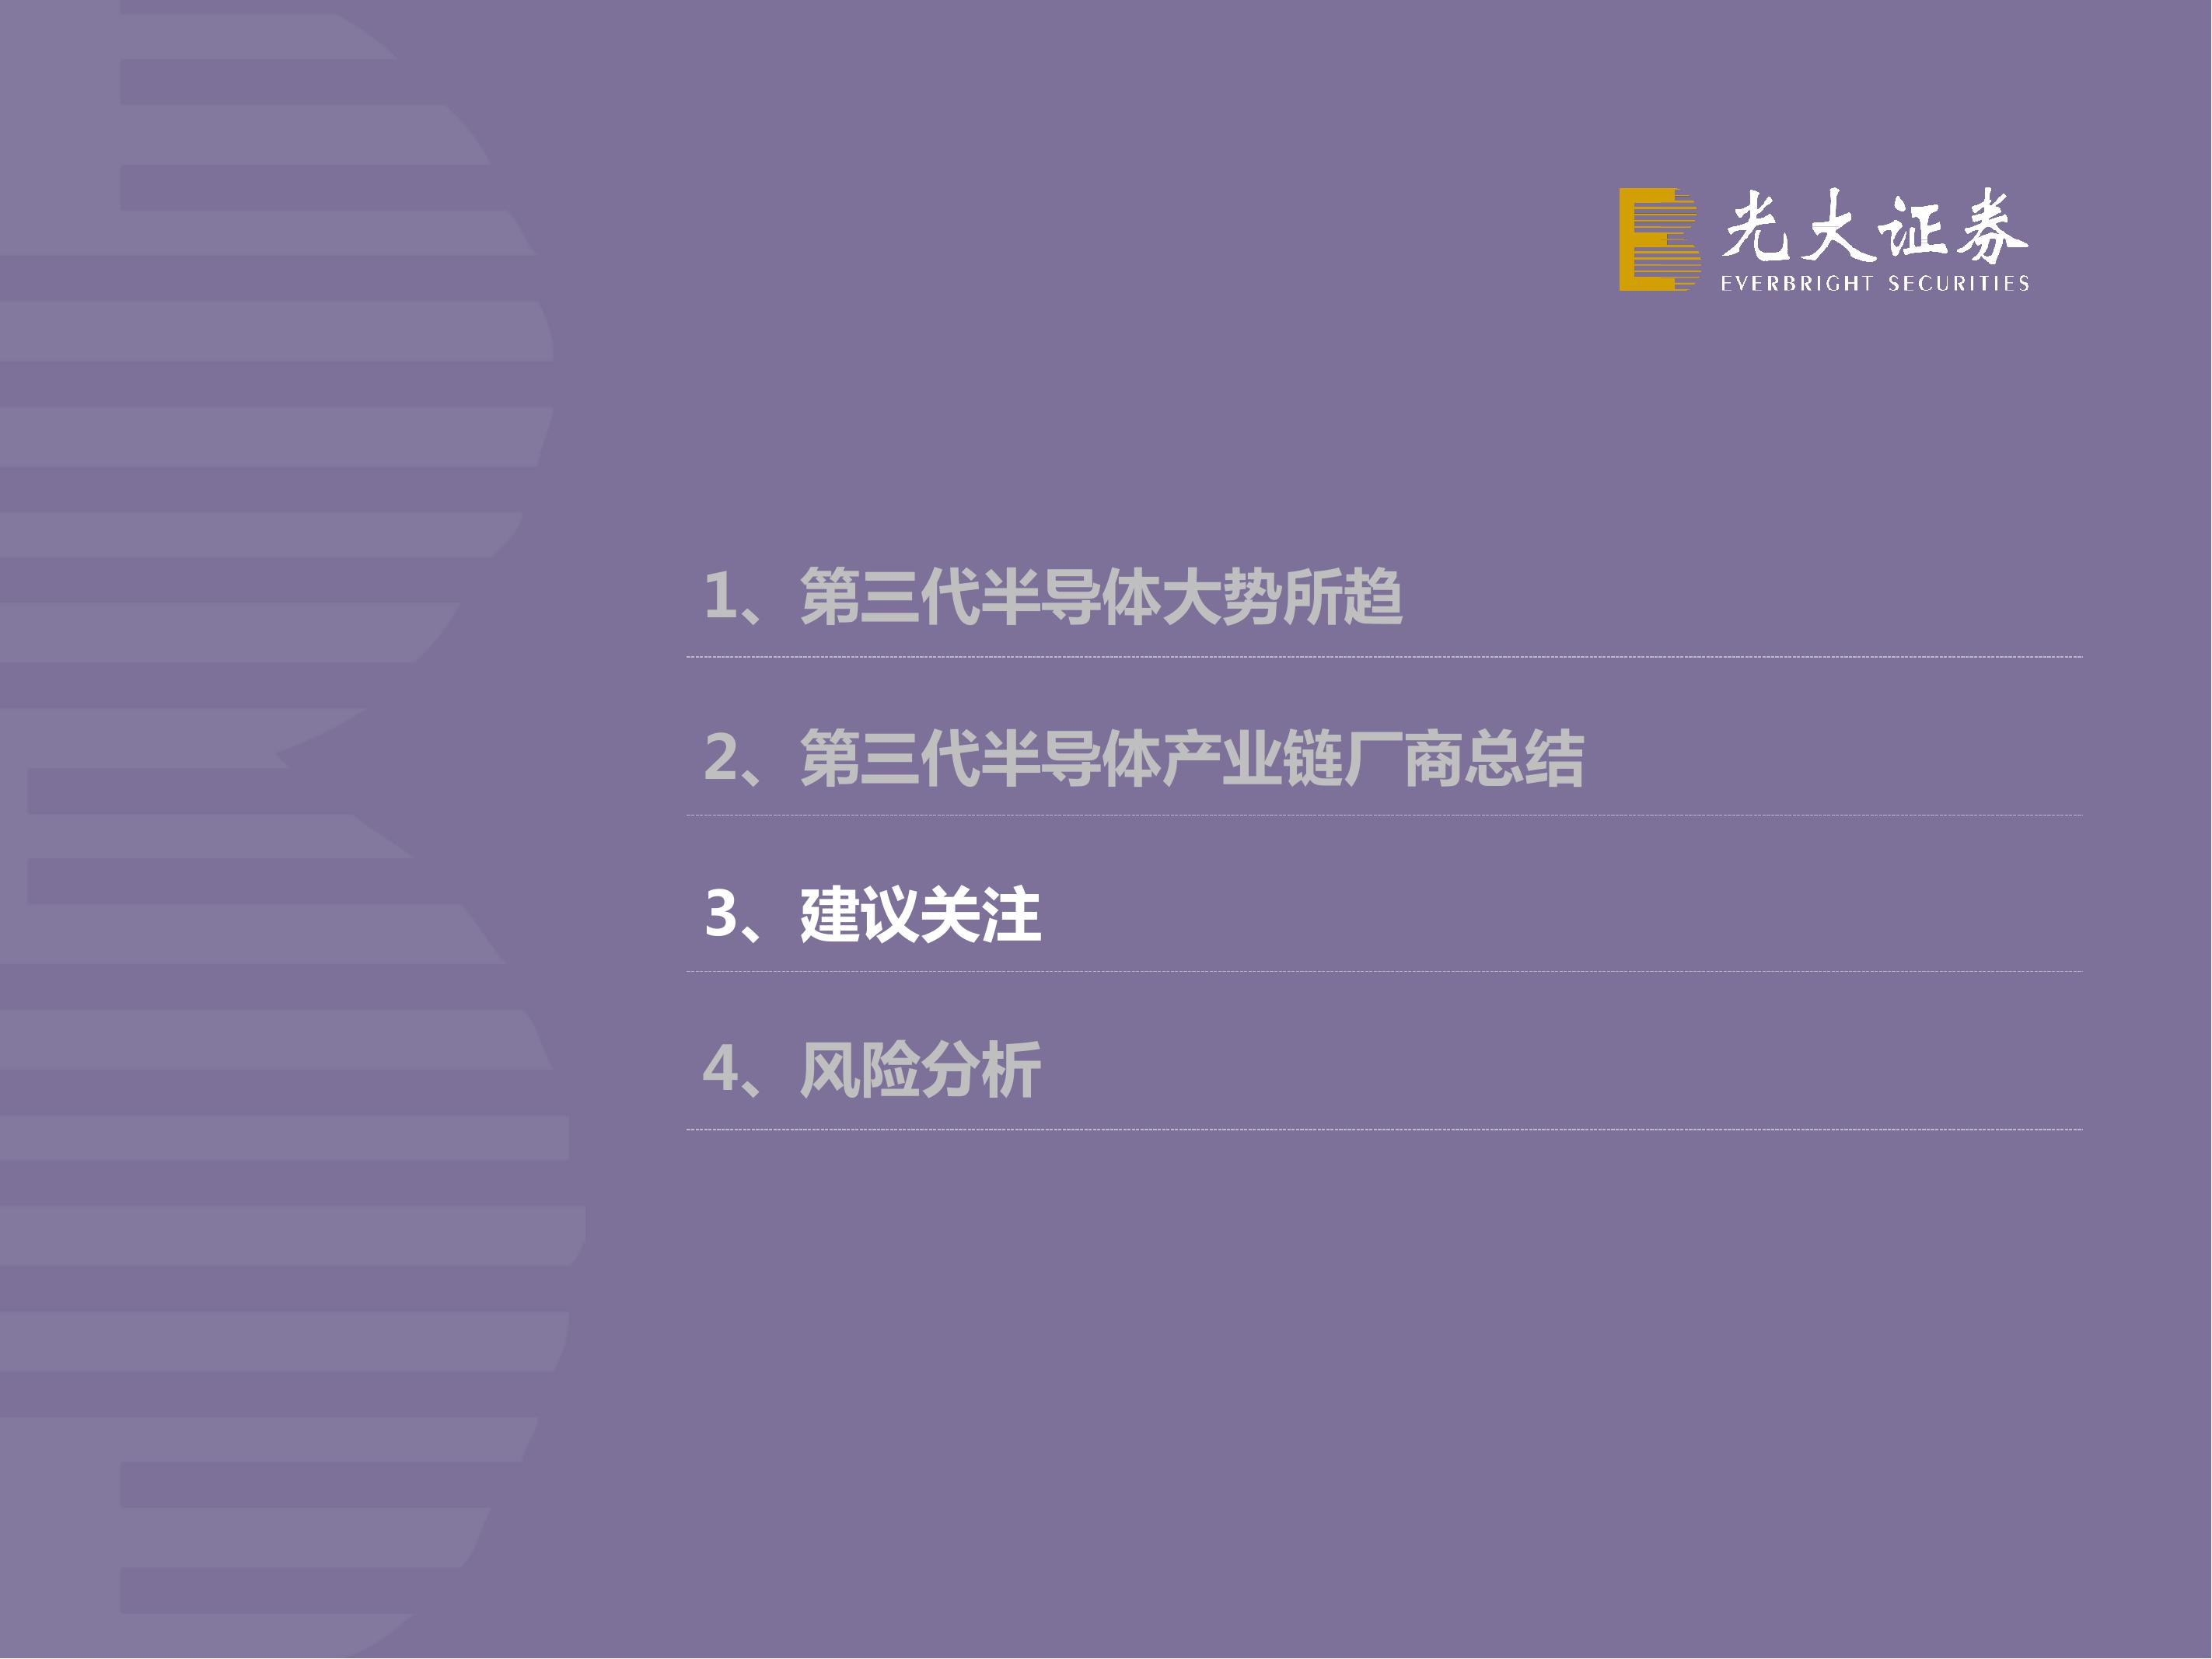 光大证券
EVERBRIGHT SECURITIES
1、第三代半导体大势所趋
2、第三代半导体产业链厂商总结
3、建议关注
4、风险分析